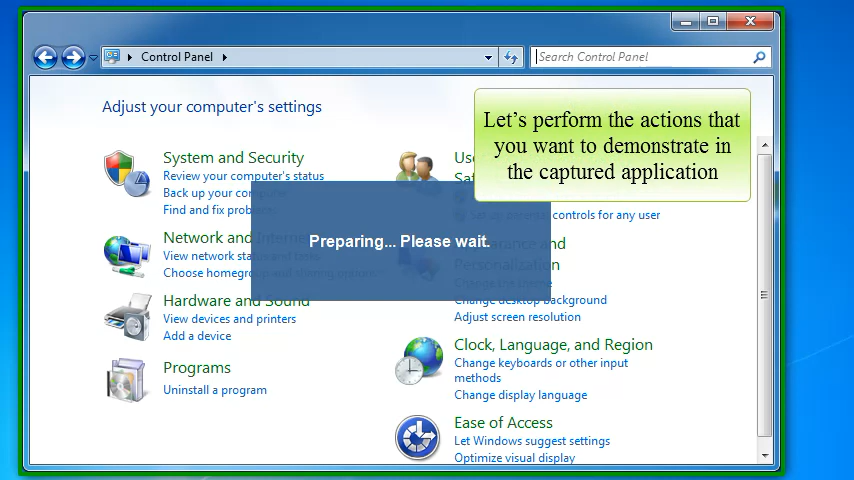 Control Panel
Search Control Panel
Adjust your computer's settings
Let's perform the actions that
you want to demonstrate in
the captured application
System and Security
Review your computer's status
Back up your computer
Find and fix problems
Network and Internet
View network status and tasks
Choose homegroup and sharing options
Hardware and Sound
View devices and printers
Add a device
Programs
Uninstall a program
Preparing... Please wait.
Set up parental controls for any user
Appearance and
Personalization
Change the theme
Change desktop background
Adjust screen resolution
Clock, Language, and Region
Change keyboards or other input
methods
Change display language
Ease of Access
Let Windows suggest settings
Optimize visual display